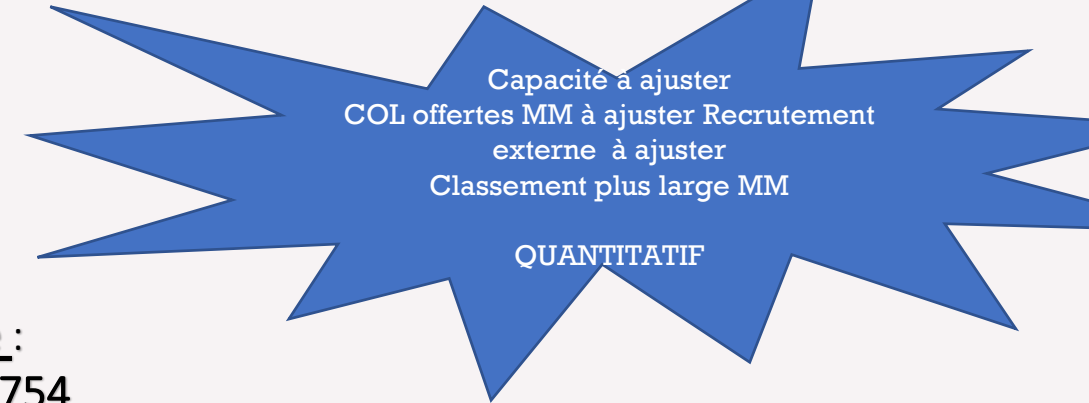 Capacité à ajuster
COL offertes MM à ajuster Recrutement
externe à ajuster
Classement plus large MM
QUANTITATIF
:
754